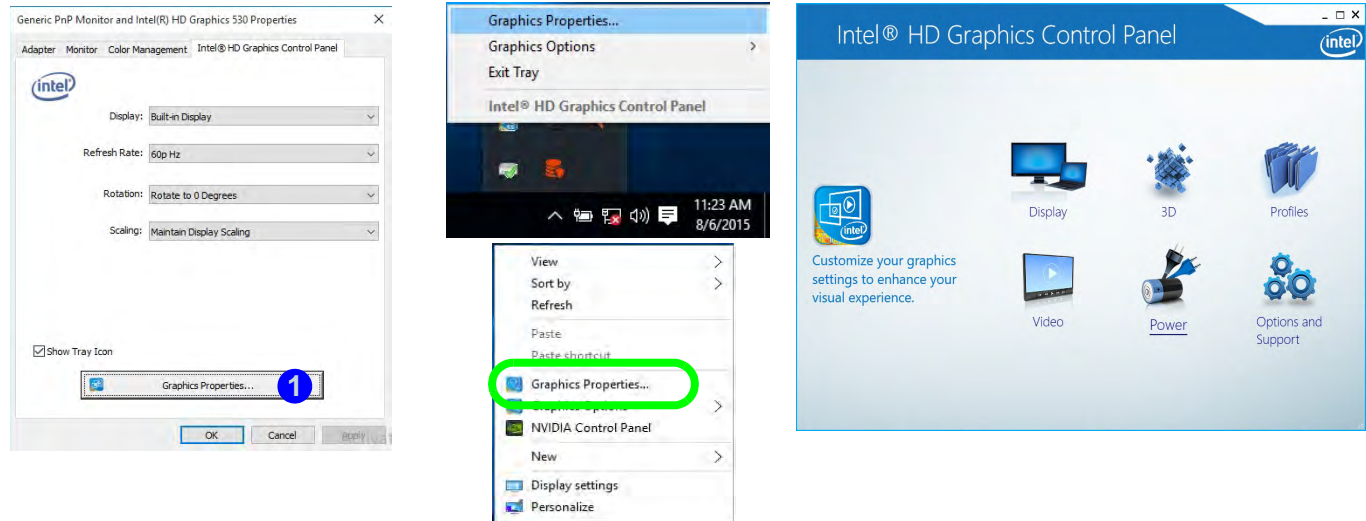 Generic PnP Monitor and Intel(R) HD Graphics 530 Properties
Adapter Monitor Color Management Intel® HD Graphics Control Panel
intel
Display: Built-in Display
Refresh Rate: 60p Hz
Rotation: Rotate to 0 Degrees
Scaling: Maintain Display Scaling
Show Tray Icon
Graphics Properties... 1
OK Cancel Apply
Graphics Properties...
Graphics Options
Exit Tray
Intel® HD Graphics Control Panel
11:23 AM
8/6/2015
View
Sort by
Refresh
Paste
Paste shortcut
Graphics Properties...
Graphics Options
NVIDIA Control Panel
New
Display settings
Personalize
Intel® HD Graphics Control Panel
intel
intel
Customize your graphics
settings to enhance your
visual experience.
Display 3D Profiles
Video Power Options and
Support